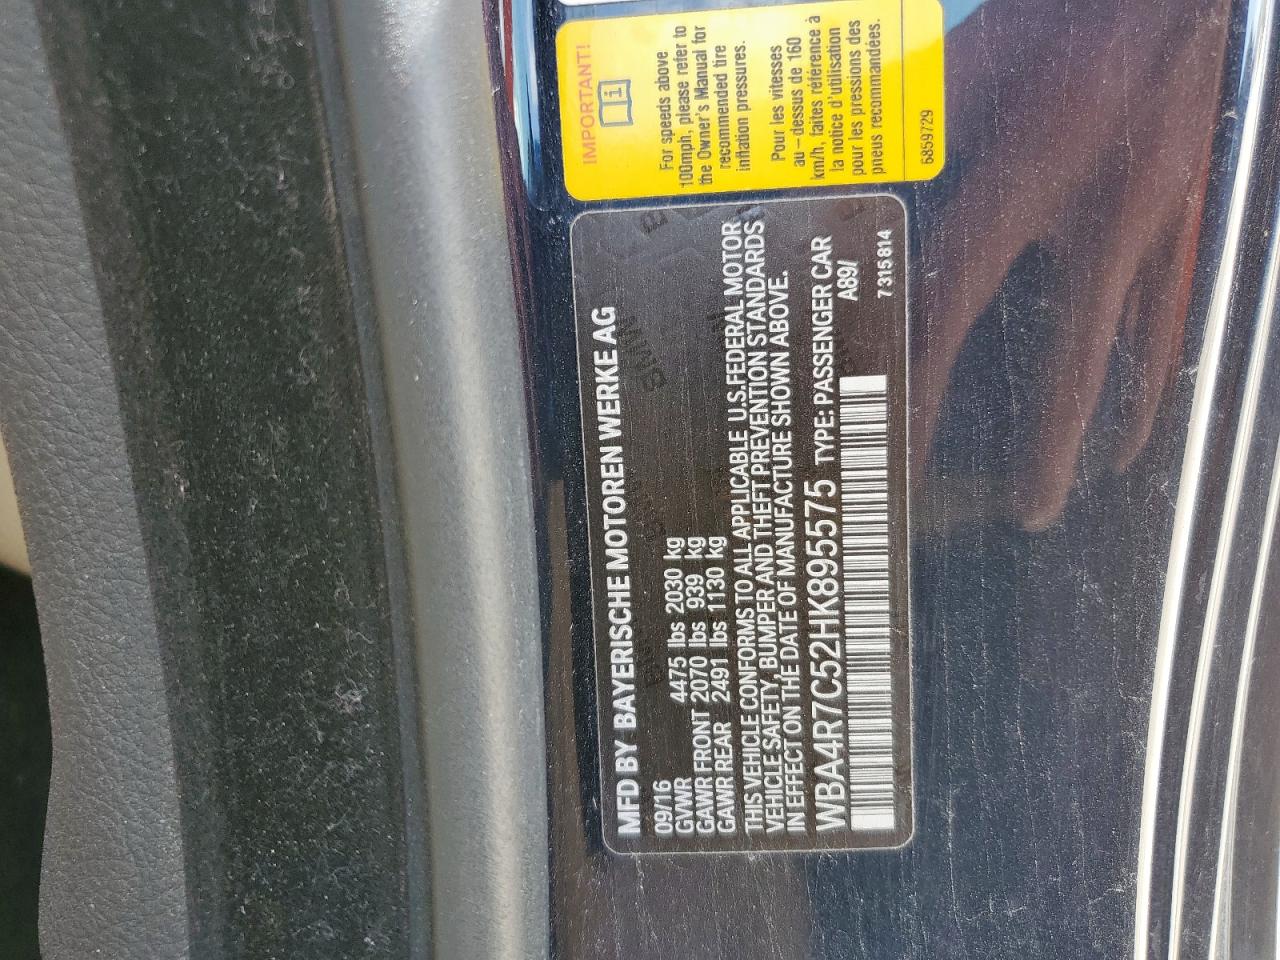 IMPORTANT!
For speeds above
100mph, please refer to
the Owner's Manual for
recommended tire
inflation pressures.
Pour les vitesses
au-dessus de 160
km/h, faites référence à
la notice d'utilisation
pour les pressions des
pneus recommandées.
6859729
MFD BY BAYERISCHE MOTOREN WERKE AG
09/16
GVWR 4475 lbs 2030 kg
GAWR FRONT 2070 lbs 939 kg
GAWR REAR 2491 lbs 1130 kg
THIS VEHICLE CONFORMS TO ALL APPLICABLE U.S.FEDERAL MOTOR
VEHICLE SAFETY, BUMPER AND THEFT PREVENTION STANDARDS
IN EFFECT ON THE DATE OF MANUFACTURE SHOWN ABOVE.
WBA4R7C52HK895575 TYPE: PASSENGER CAR
A89/
7315814